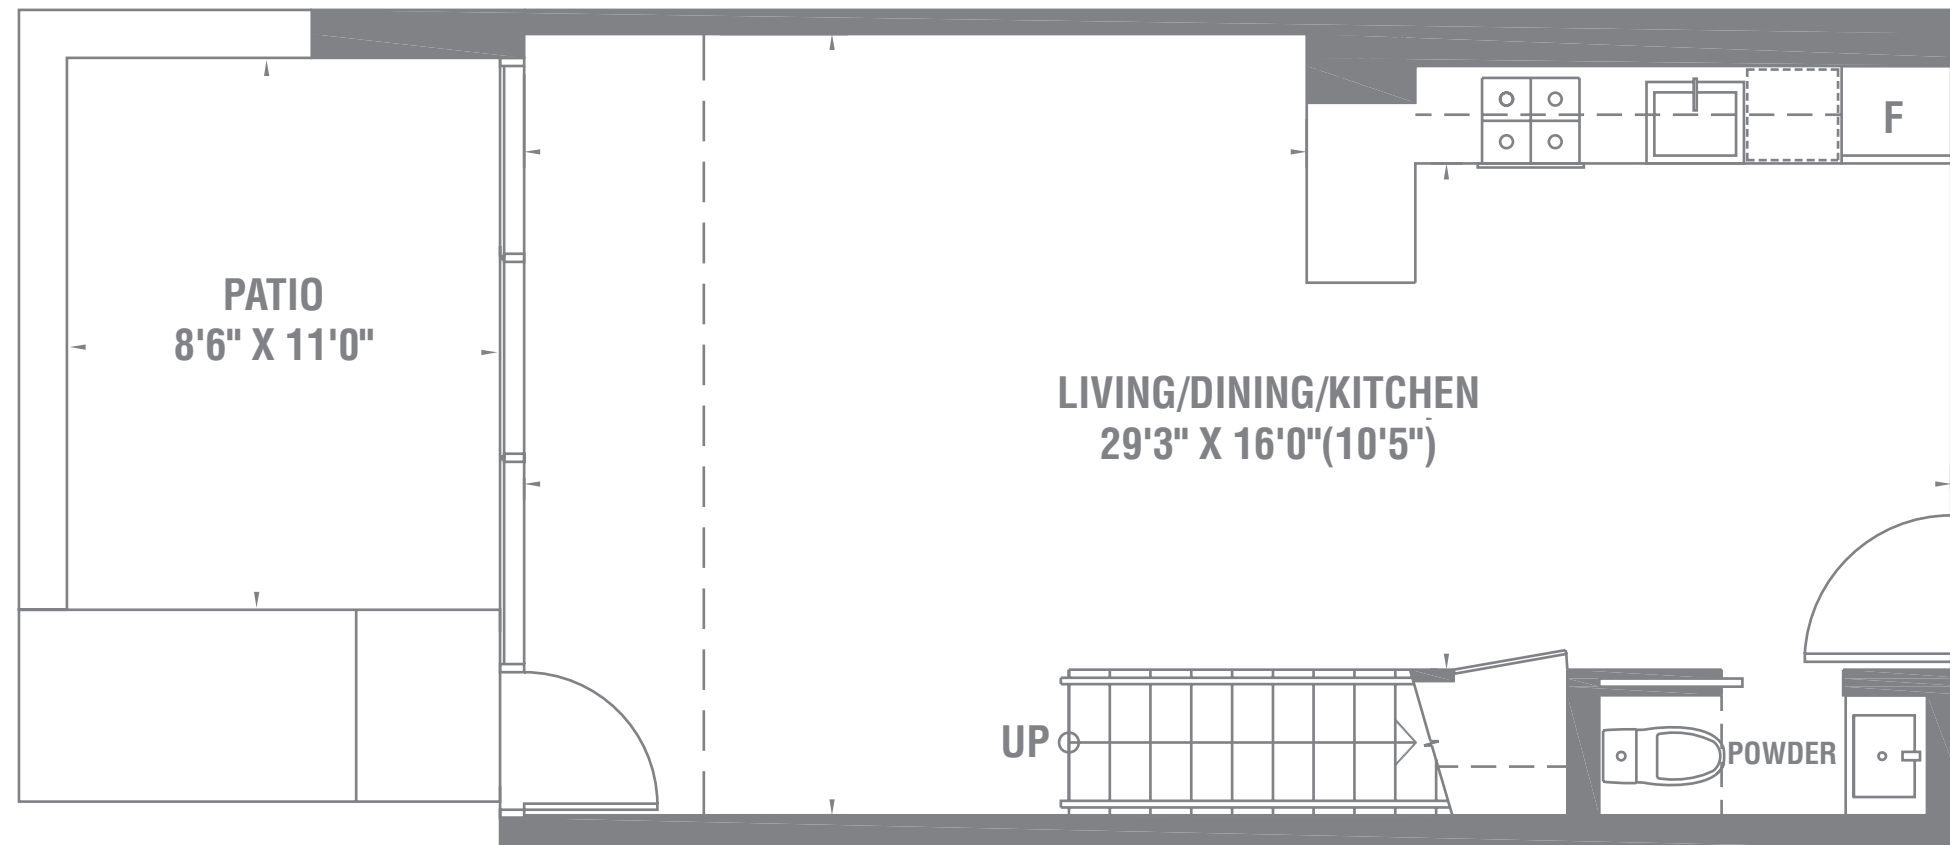 F
PATIO
8'6" X 11'0"
LIVING/DINING/KITCHEN
29'3" X 16'0"(10'5")
UP
POWDER